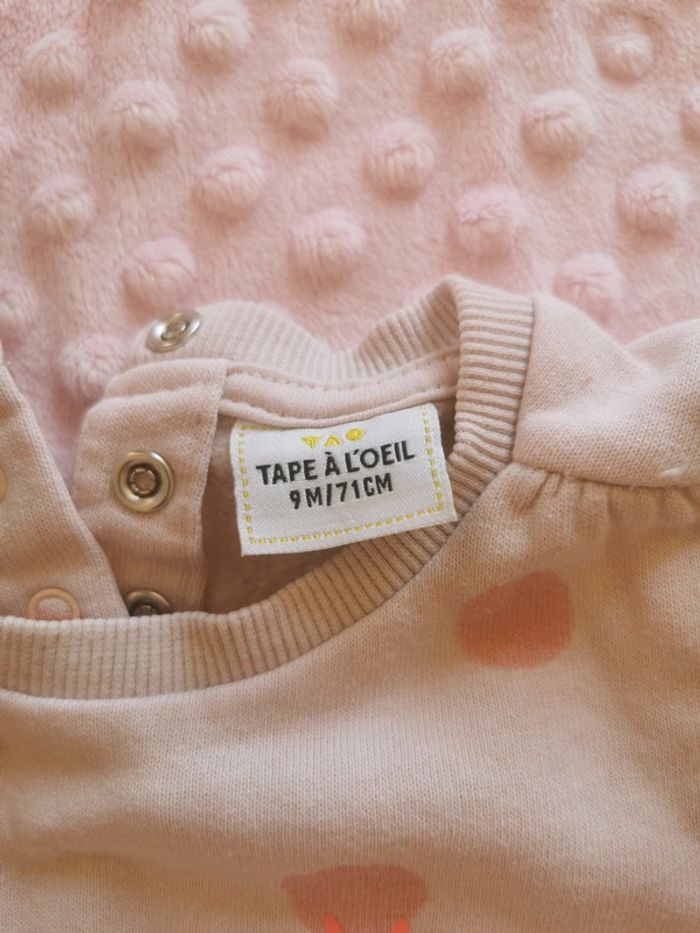 TAO
TAPE À L'OEIL
9M/71CM